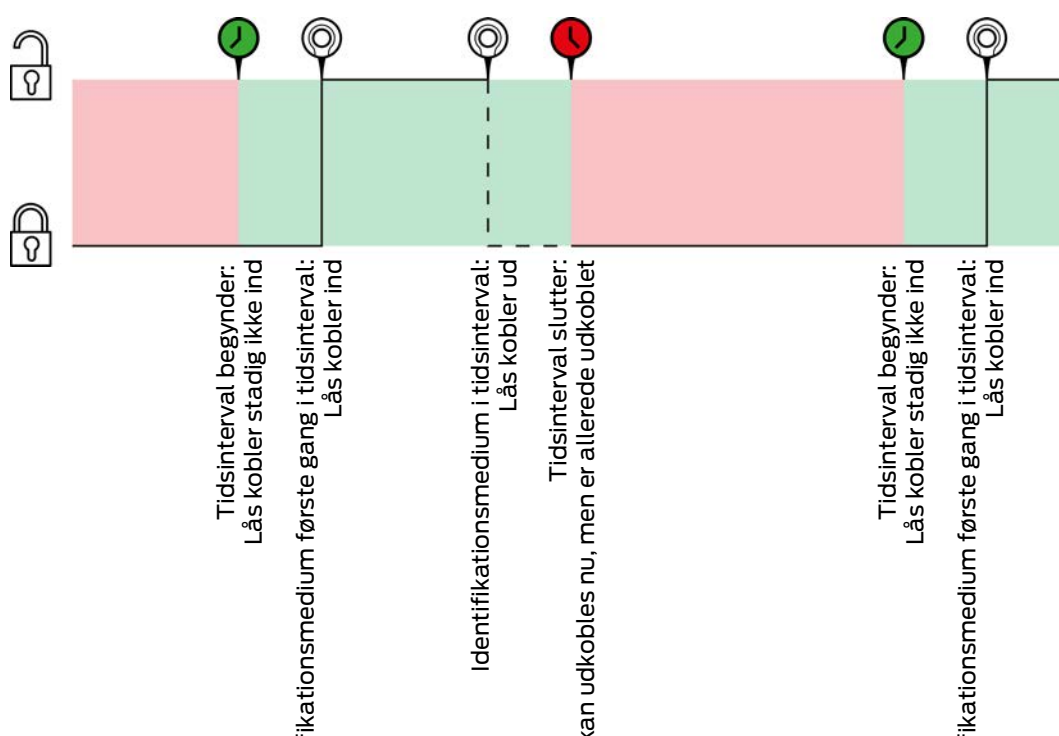 Tidsinterval begynder:
Lås kobler stadig ikke ind
fikationsmedium første gang i tidsinterval:
Lås kobler ind
Identifikationsmedium i tidsinterval:
Lås kobler ud
Tidsinterval slutter:
kan udkobles nu, men er allerede udkoblet
Tidsinterval begynder:
Lås kobler stadig ikke ind
fikationsmedium første gang i tidsinterval:
Lås kobler ind